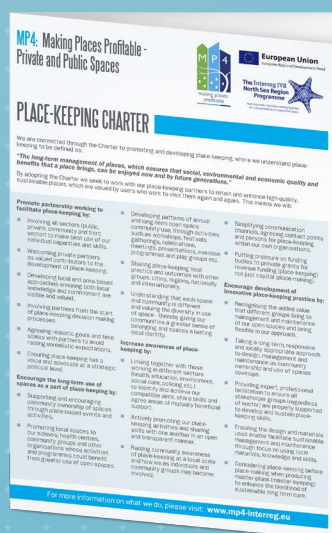 MP4: Making Places Profitable -
Private and Public Spaces
MP4
making places
profitable
European Union
European Regional Development Fund
The Interreg IVB
North Sea Region
Programme
PLACE-KEEPING CHARTER
We are committed through the Charter to promoting and developing place-keeping, where we understand place-
keeping to be defined as:
"The long-term management of places, which ensures that social, environmental and economic quality and
benefits that a place brings, can be enjoyed now and by future generations."
By adopting the Charter we seek to work with our place-keeping partners to retain and enhance high-quality,
sustainable places, which are valued by users who want to visit them again and again. This means we will:
Promote partnership working to
facilitate place-keeping by:
Involving all sectors (public,
private, community and third
sector) to make best use of our
individual capacities and skills.
Welcoming private partners
as valued contributors to the
development of place-keeping.
Developing local and area-based
approaches ensuring both local
knowledge and commitment are
visible and valued.
Involving partners from the start
of place-keeping decision making
processes.
Agreeing realistic goals and time
scales with partners to avoid
raising unrealistic expectations.
Ensuring place-keeping has a
voice and advocate at a strategic
political level.
Encourage the long-term use of
spaces as a part of place-keeping by:
Supporting and encouraging
community ownership of spaces
through place-based events and
activities.
Promoting local spaces to
our schools, health centres,
community groups and other
organisations whose activities
and programmes could benefit
from greater use of open spaces.
Developing patterns of annual
and long-term open space
community use, through activities
such as workshops, festivals,
gatherings, celebrations,
meetings, presentations, exercise
programmes and play groups etc.
Sharing place-keeping best
practice and outcomes with other
groups, cities, regions, nationally
and internationally.
Understanding that each space
and community is different
and valuing the diversity in use
of space - thereby giving our
communities a greater sense of
belonging and pride and a lasting
local identity.
Increase awareness of place-
keeping by:
Linking together those
working in different sectors
(health, education, environment,
social care, policing etc.)
to identify and achieve our
compatible aims, share skills and
agree areas of mutually beneficial
support.
Actively promoting our place-
keeping activities and sharing
skills with one another in an open
and transparent manner.
Raising community awareness
of place-keeping at a local scale
and how we as individuals and
community groups may become
involved.
Simplifying communication
channels, agreeing contact points
and persons for place-keeping
within our own organisations.
Putting pressure on funding
bodies to provide grants for
revenue funding (place-keeping)
not just capital (place-making).
Encourage development of
innovative place-keeping practice by:
Recognising the added value
that different groups bring to
management and maintenance
of our open spaces and being
flexible in our approach.
Taking a long-term, responsive
and locally appropriate approach
to design, management and
maintenance as community
ownership and use of spaces
develops.
Providing expert, professional
facilitation to ensure all
stakeholder groups (regardless
of sector) are properly supported
to develop and sustain place-
keeping skills.
Ensuring the design and materials
used enable facilitate sustainable
management and maintenance
through focus on using local
materials, knowledge and skills.
Considering place-keeping before
place-making when producing
master-plans (master-keeping)
to enhance the likelihood of
sustainable long term care.
For more information on what we do, please visit: www.mp4-interreg.eu